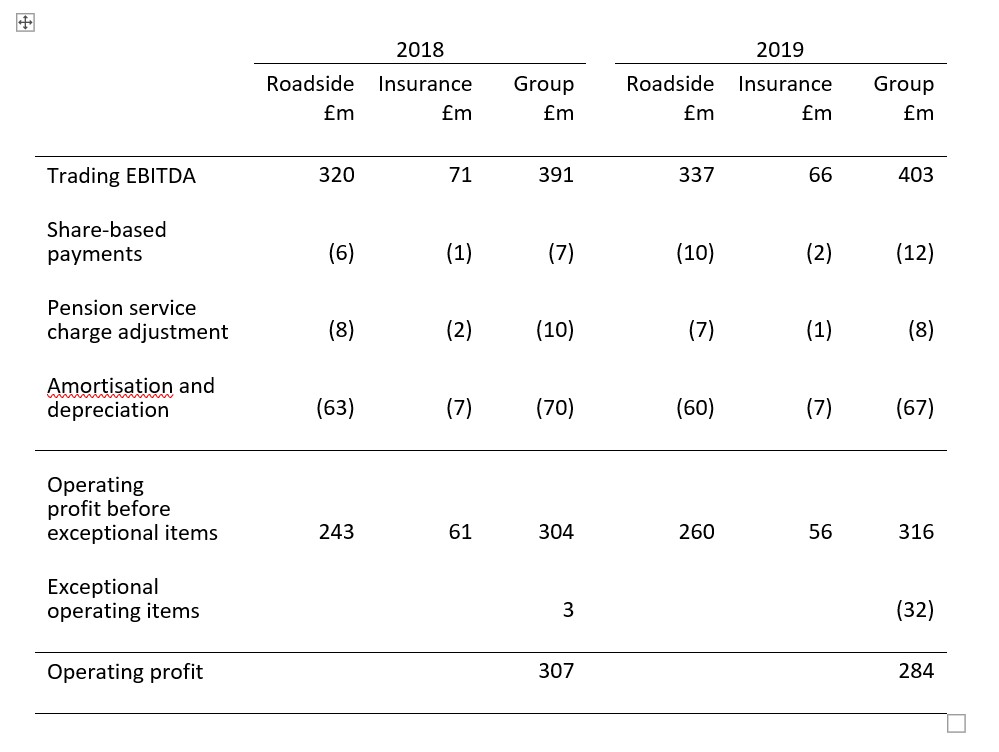 2018 2019
Roadside Insurance Group Roadside Insurance Group
£m £m £m £m £m £m
Trading EBITDA 320 71 391 337 66 403
Share-based
payments (6) (1) (7) (10) (2) (12)
Pension service
charge adjustment (8) (2) (10) (7) (1) (8)
Amortisation and
depreciation (63) (7) (70) (60) (7) (67)
Operating
profit before
exceptional items 243 61 304 260 56 316
Exceptional
operating items 3 (32)
Operating profit 307 284